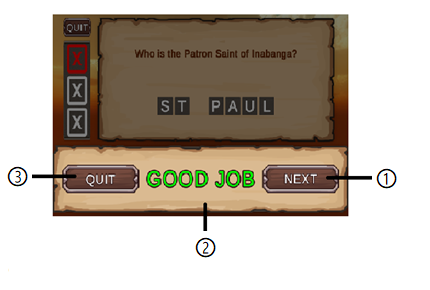 QUIT
X
Who is the Patron Saint of Inabanga?
X
ST PAUL
X
QUIT GOOD JOB NEXT
③
①
②